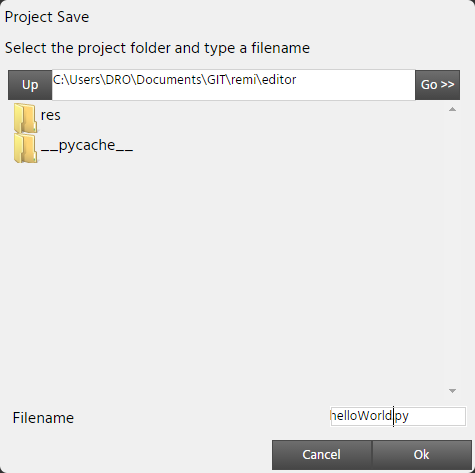 Project Save
Select the project folder and type a filename
Up C:\Users\DRO\Documents\GIT\remi\editor Go >>
res
__pycache__
Filename helloWorld.py
Cancel Ok